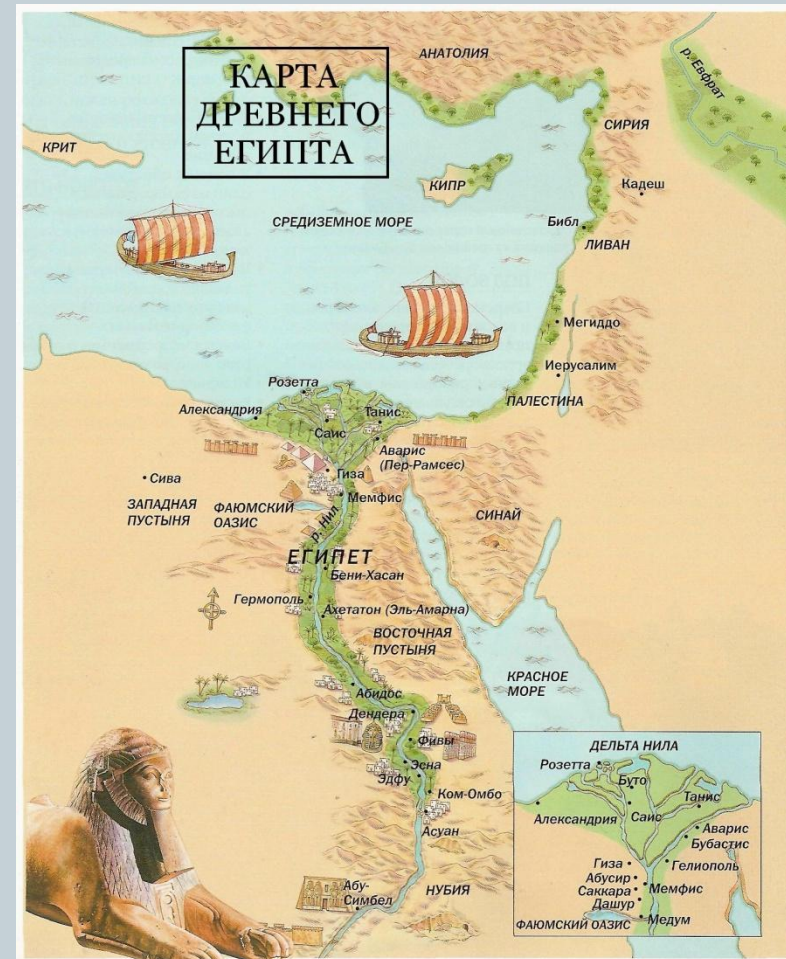 КАРТА
ДРЕВНЕГО
ЕГИПТА
АНАТОЛИЯ
р. Евфрат
КРИТ
СИРИЯ
КИПР
Кадеш
СРЕДИЗЕМНОЕ МОРЕ
Библ
ЛИВАН
Мегиддо
Иерусалим
ПАЛЕСТИНА
Розетта
Александрия
Танис
Саис
Аварис
(Пер-Рамсес)
Гиза
Сива
Мемфис
ЗАПАДНАЯ
ПУСТЫНЯ
ФАЮМСКИЙ
ОАЗИС
р. Нил
СИНАЙ
ЕГИПЕТ
Бени-Хасан
Гермополь
Ахетатон (Эль-Амарна)
ВОСТОЧНАЯ
ПУСТЫНЯ
КРАСНОЕ
МОРЕ
Абидос
Дендера
Фивы
Эсна
Эдфу
Ком-Омбо
Асуан
Абу-
Симбел
НУБИЯ
ДЕЛЬТА НИЛА
Розетта
Буто
Танис
Александрия
Саис
Аварис
Бубастис
Гиза
Гелиополь
Абусир
Саккара
Мемфис
Дашур
Медум
ФАЮМСКИЙ ОАЗИС